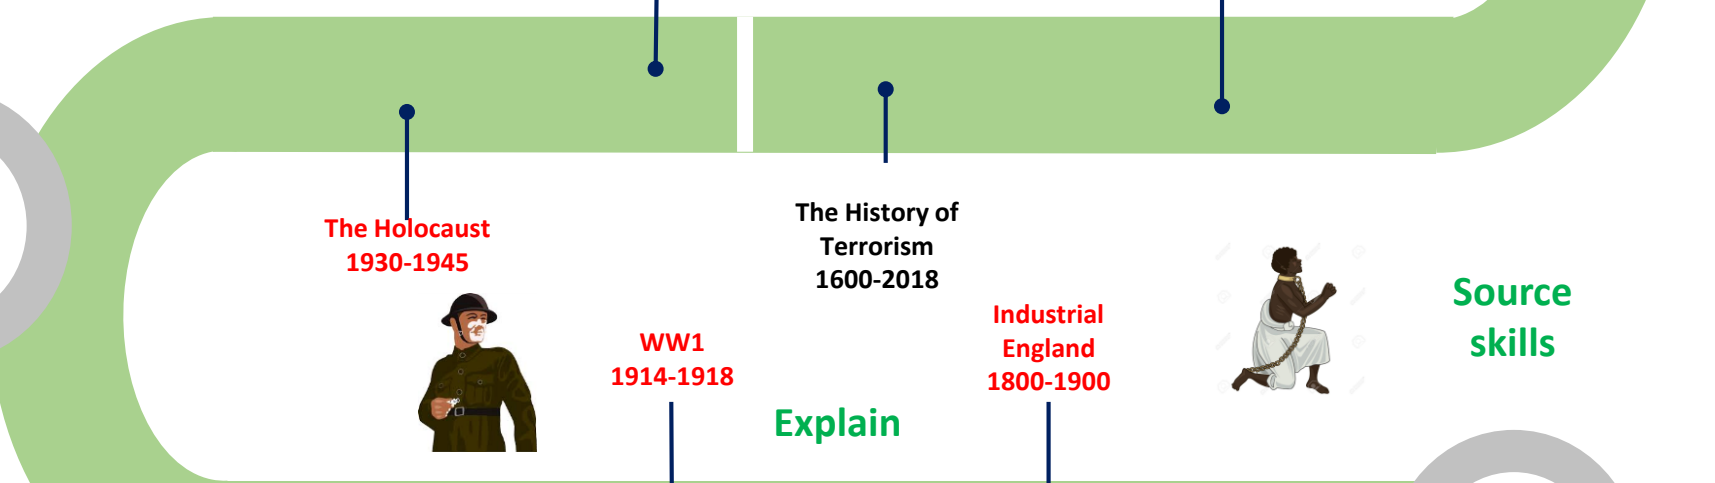 The Holocaust
1930-1945
The History of
Terrorism
1600-2018
WW1
1914-1918
Industrial
England
1800-1900
Explain
Source
skills